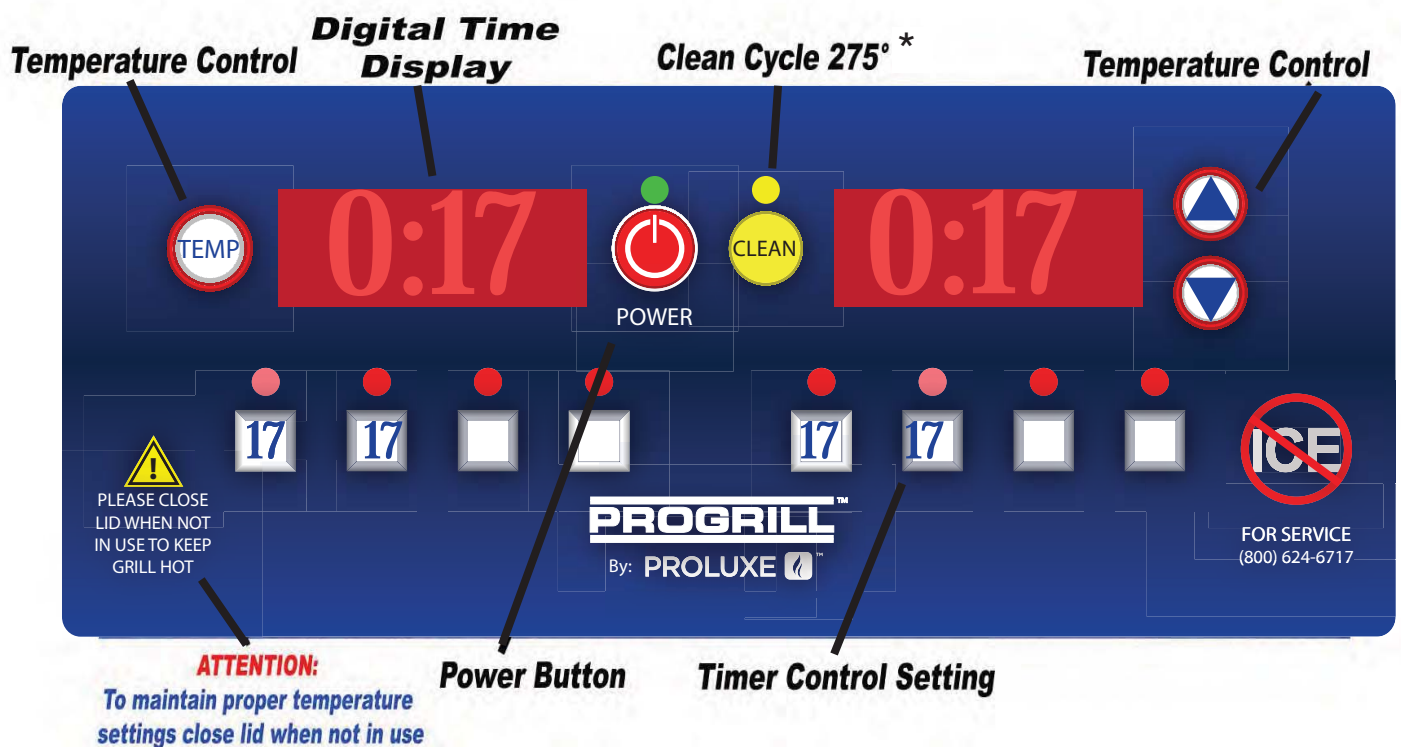 Temperature Control
Digital Time
Display
Clean Cycle 275° *
Temperature Control
TEMP
0:17
POWER
CLEAN
0:17
17
17
17
17
!
PLEASE CLOSE
LID WHEN NOT
IN USE TO KEEP
GRILL HOT
PROGRILL™
By: PROLUXE™
ICE
FOR SERVICE
(800) 624-6717
ATTENTION:
To maintain proper temperature
settings close lid when not in use
Power Button
Timer Control Setting